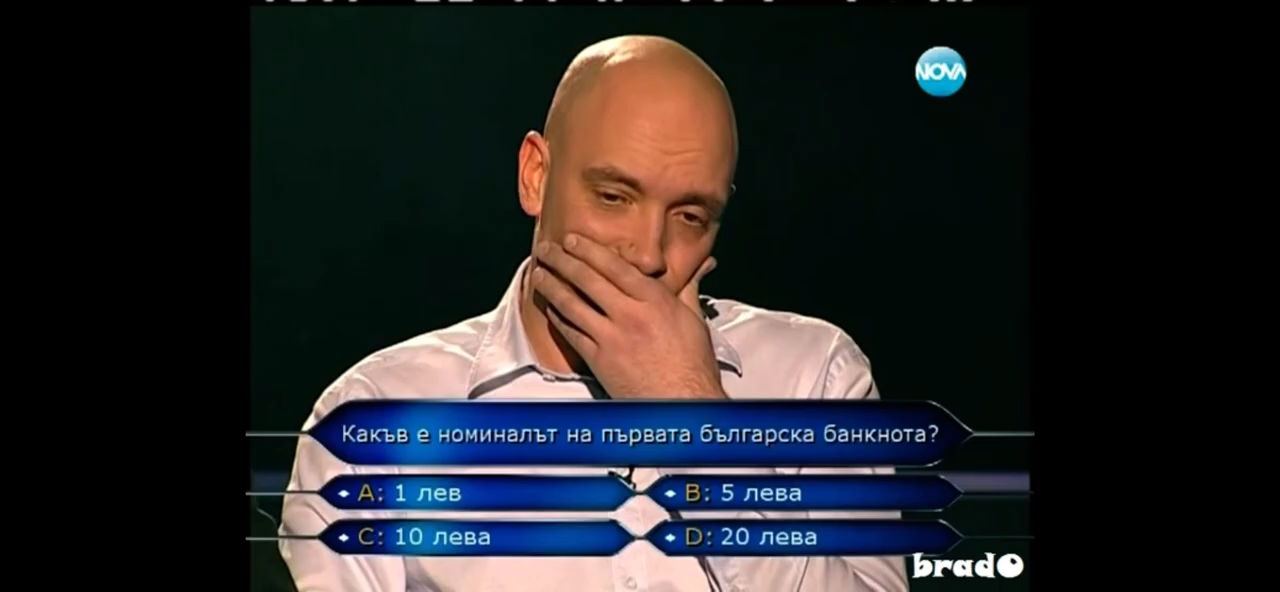 NOVA
Какъв е номиналът на първата българска банкнота?
A: 1 лев
B: 5 лева
C: 10 лева
D: 20 лева
bradO